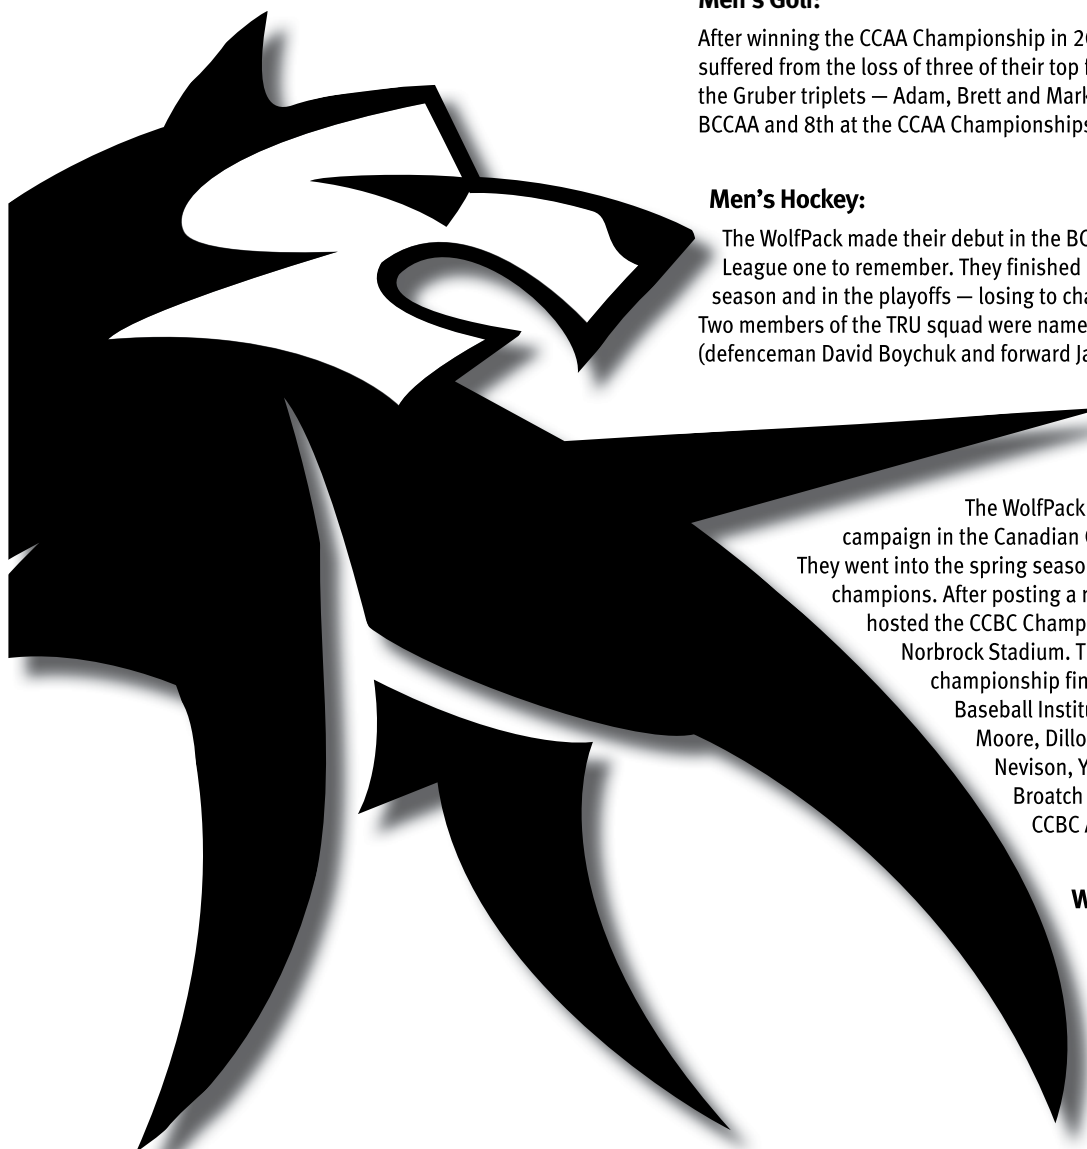 Men's Golf:
After winning the CCAA Championship in
suffered from the loss of three of their top
the Gruber triplets — Adam, Brett and Mark
BCCAA and 8th at the CCAA Championships
Men’s Hockey:
The WolfPack made their debut in the
League one to remember. They finished
season and in the playoffs — losing to
Two members of the TRU squad were name
(defenceman David Boychuk and forward
The WolfPack
campaign in the Canadian
They went into the spring seaso
champions. After posting a
hosted the CCBC Champ
Norbrock Stadium.
championship fin
Baseball Institu
Moore, Dillo
Nevison, Y
Broatch
CCBC
W